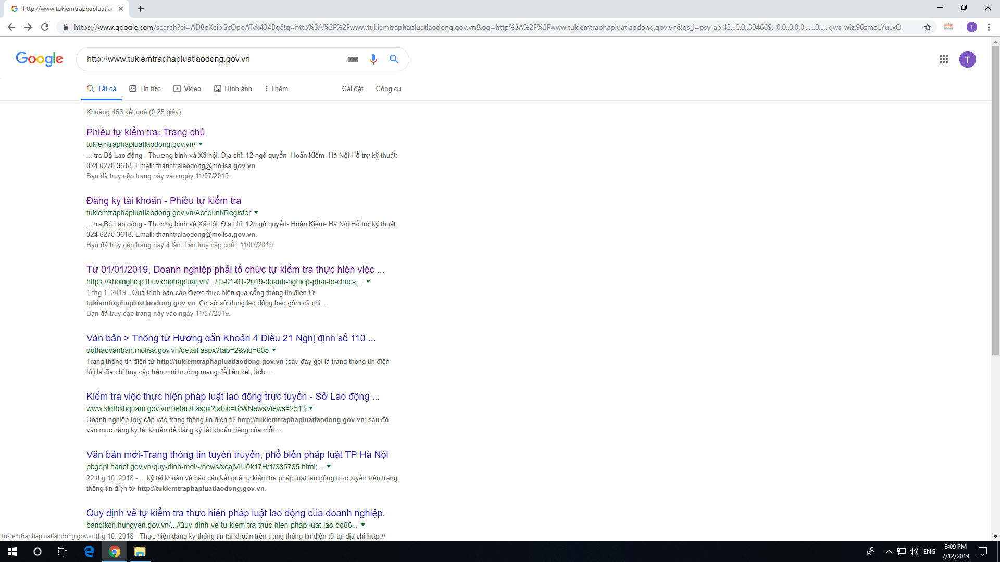 http://www.tukiemtraphapluatlao
https://www.google.com/search?ei=AD8oXcjbGcOpoATvk434Bg&q=http%3A%2F%2Fwww.tukiemtraphapluatlaodong.gov.vn&oq=http%3A%2F%2Fwww.tukiemtraphapluatlaodong.gov.vn&gs_l=psy-ab.12...0.0..304669...0.0..0.0.0.......0......gws-wiz.96zmoLYuLxQ
T
Google
http://www.tukiemtraphapluatlaodong.gov.vn
T
Tất cả
Tin tức
Video
Hình ảnh
Thêm
Cài đặt
Công cụ
Khoảng 458 kết quả (0,25 giây)
Phiếu tự kiểm tra: Trang chủ
tukiemtraphapluatlaodong.gov.vn/
... tra Bộ Lao động - Thương binh và Xã hội. Địa chỉ: 12 ngô quyền- Hoàn Kiếm- Hà Nội Hỗ trợ kỹ thuật:
024 6270 3618. Email: thanhtralaodong@molisa.gov.vn.
Bạn đã truy cập trang này vào ngày 11/07/2019.
Đăng ký tài khoản - Phiếu tự kiểm tra
tukiemtraphapluatlaodong.gov.vn/Account/Register
... tra Bộ Lao động - Thương binh và Xã hội. Địa chỉ: 12 ngô quyền- Hoàn Kiếm- Hà Nội Hỗ trợ kỹ thuật:
024 6270 3618. Email: thanhtralaodong@molisa.gov.vn.
Bạn đã truy cập trang này 4 lần. Lần truy cập cuối: 11/07/2019
Từ 01/01/2019, Doanh nghiệp phải tổ chức tự kiểm tra thực hiện việc ...
https://khoinghiep.thuvienphapluat.vn/.../tu-01-01-2019-doanh-nghiep-phai-to-chuc-t...
1 thg 1, 2019 - Quá trình báo cáo được thực hiện qua cổng thông tin điện tử:
tukiemtraphapluatlaodong.gov.vn. Cơ sở sử dụng lao động bao gồm cả chi ...
Bạn đã truy cập trang này vào ngày 11/07/2019.
Văn bản > Thông tư Hướng dẫn Khoản 4 Điều 21 Nghị định số 110 ...
duthaovanban.molisa.gov.vn/detail.aspx?tab=2&vid=605
Trang thông tin điện tử http://tukiemtraphapluatlaodong.gov.vn (sau đây gọi là trang thông tin điện
tử) là địa chỉ truy cập trên môi trường mạng để liên kết, tích ...
Kiểm tra việc thực hiện pháp luật lao động trực tuyến - Sở Lao động ...
www.sldtbxhqnam.gov.vn/Default.aspx?tabid=65&NewsViews=2513
Doanh nghiệp truy cập vào trang thông tin điện tử http://tukiemtraphapluatlaodong.gov.vn; sau đó
vào mục đăng ký tài khoản để đăng ký tài khoản riêng của mỗi ...
Văn bản mới-Trang thông tin tuyên truyền, phổ biến pháp luật TP Hà Nội
pbgdpl.hanoi.gov.vn/quy-dinh-moi/-/news/xcajVIU0k17H/1/635765.html;...
22 thg 10, 2018 - ... ký tài khoản và báo cáo kết quả tự kiểm tra pháp luật lao động trực tuyến trên trang
thông tin điện tử http://tukiemtraphapluatlaodong.gov.vn.
Quy định về tự kiểm tra thực hiện pháp luật lao động của doanh nghiệp.
banqlkcn.hungyen.gov.vn/.../Quy-dinh-ve-tu-kiem-tra-thuc-hien-phap-luat-lao-do86...
thg 10, 2018 - Thực hiện đăng ký thông tin tài khoản trên trang thông tin điện tử tại địa chỉ http://
tukiemtraphapluatlaodong.gov.vn
ENG
3:09 PM
7/12/2019